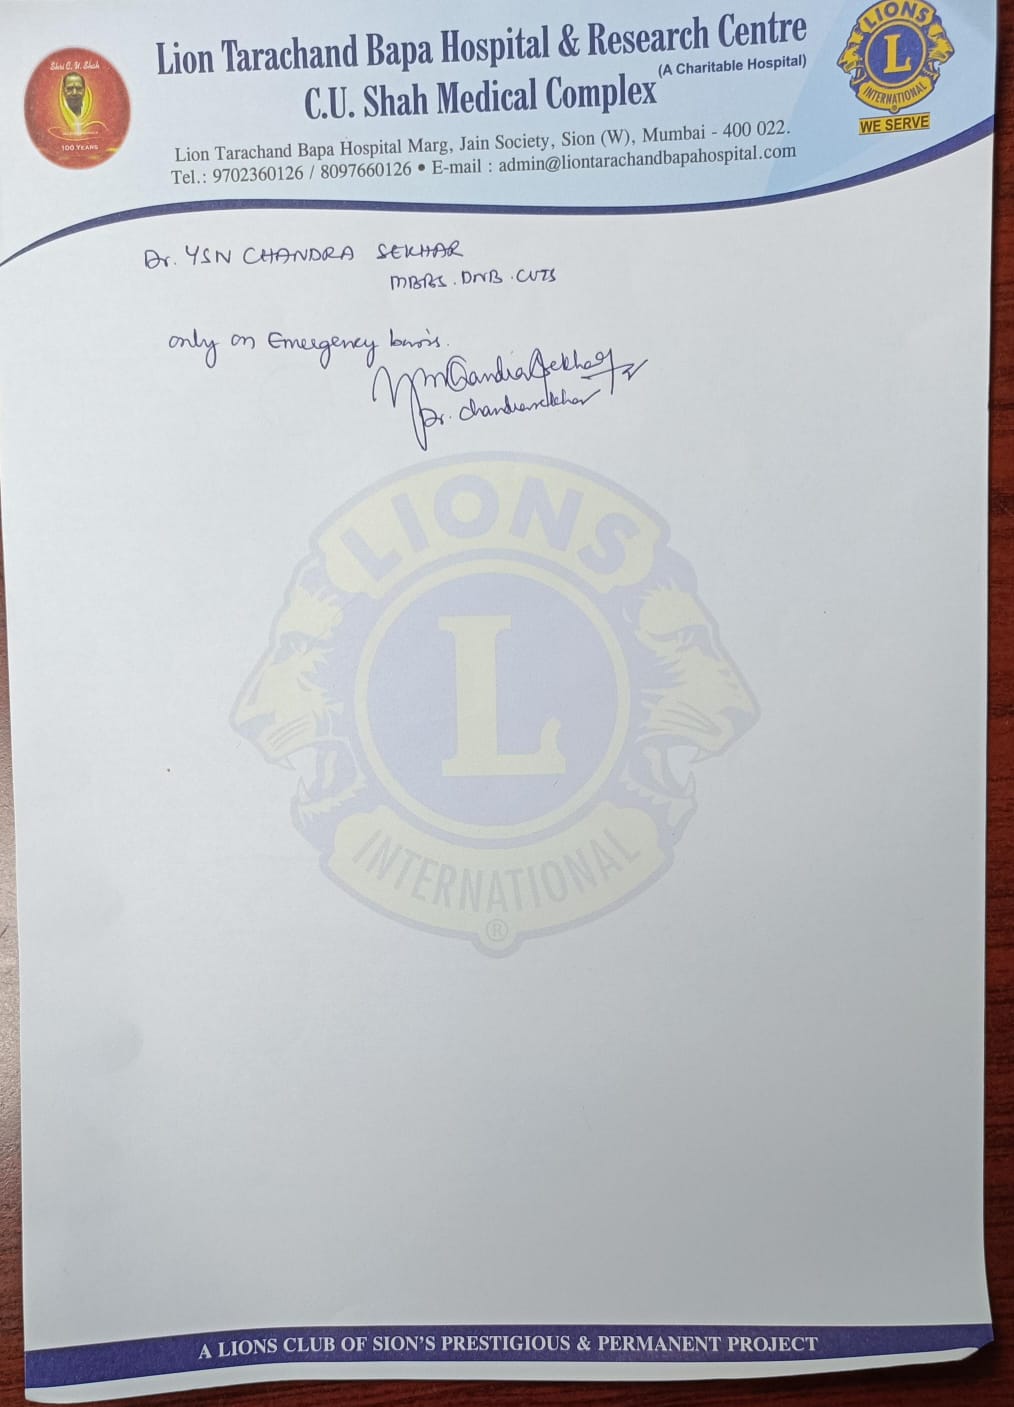 Shri C. U. Shah
100 YEARS
Lion Tarachand Bapa Hospital & Research Centre
(A Charitable Hospital)
C.U. Shah Medical Complex
Lion Tarachand Bapa Hospital Marg, Jain Society, Sion (W), Mumbai - 400 022.
Tel.: 9702360126 / 8097660126 • E-mail : admin@liontarachandbapahospital.com
LIONS
L
INTERNATIONAL
WE SERVE
Dr. YSN CHANDRA SEKHAR
MBBS. DNB. CVTS
only on Emergency basis.
Dr. Chandrasekhar
LIONS
L
INTERNATIONAL
®
A LIONS CLUB OF SION'S PRESTIGIOUS & PERMANENT PROJECT